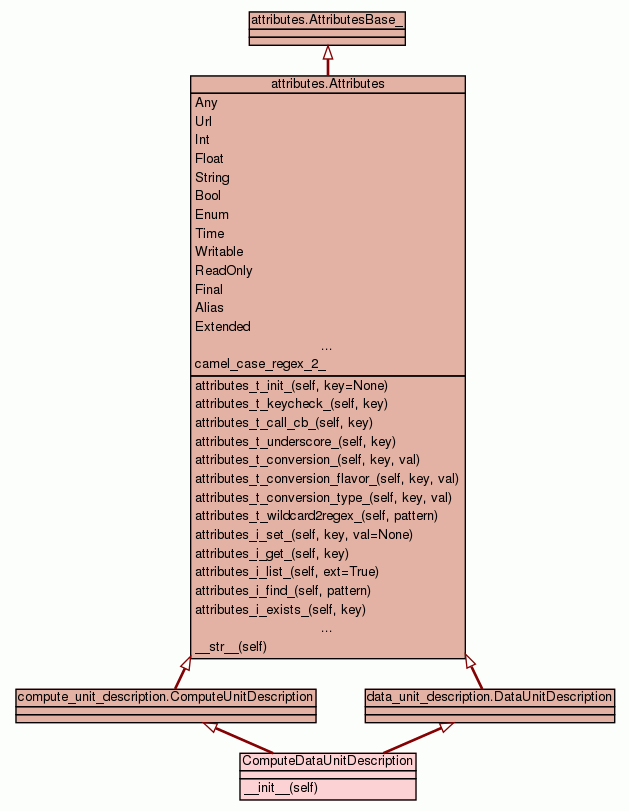 attributes.AttributesBase_
attributes.Attributes
Any
Url
Int
Float
String
Bool
Enum
Time
Writable
ReadOnly
Final
Alias
Extended
...
camel_case_regex_2_
attributes_t_init_(self, key=None)
attributes_t_keycheck_(self, key)
attributes_t_call_cb_(self, key)
attributes_t_underscore_(self, key)
attributes_t_conversion_(self, key, val)
attributes_t_conversion_flavor_(self, key, val)
attributes_t_conversion_type_(self, key, val)
attributes_t_wildcard2regex_(self, pattern)
attributes_i_set_(self, key, val=None)
attributes_i_get_(self, key)
attributes_i_list_(self, ext=True)
attributes_i_find_(self, pattern)
attributes_i_exists_(self, key)
...
__str__(self)
compute_unit_description.ComputeUnitDescription
data_unit_description.DataUnitDescription
ComputeDataUnitDescription
__init__(self)